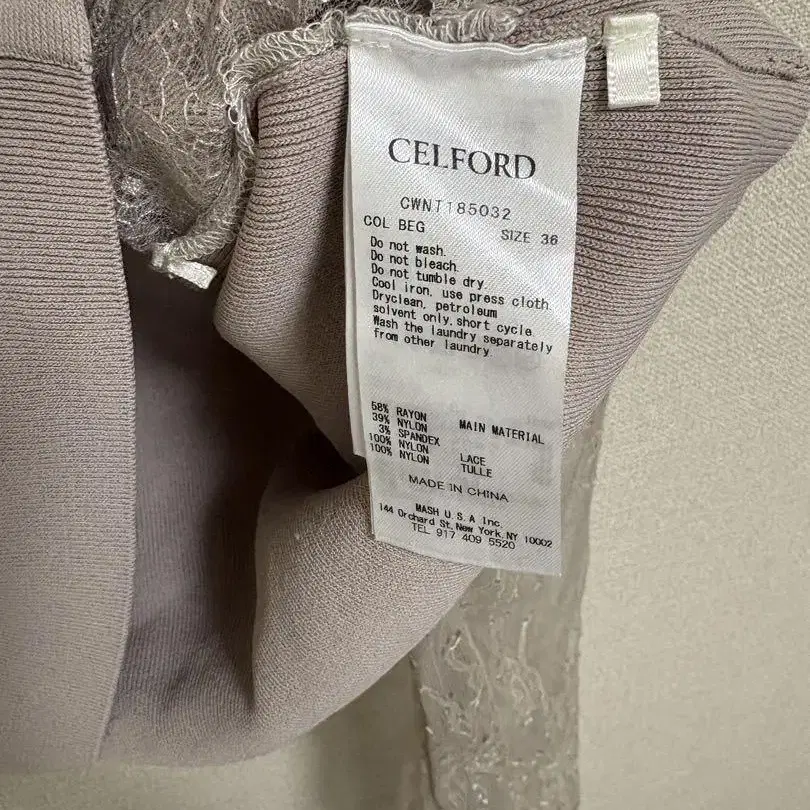 CELFORD
CWNT185032
COL BEG SIZE 36
Do not wash.
Do not bleach.
Do not tumble dry.
Cool iron, use press cloth.
Dryclean, petroleum
solvent only, short cycle.
Wash the laundry separately
from other laundry.
58% RAYON MAIN MATERIAL
39% NYLON
3% SPANDEX
100% NYLON LACE
100% NYLON TULLE
MADE IN CHINA
MASH U.S.A Inc.
144 Orchard St, New York, NY 10002
TEL 917 409 5520